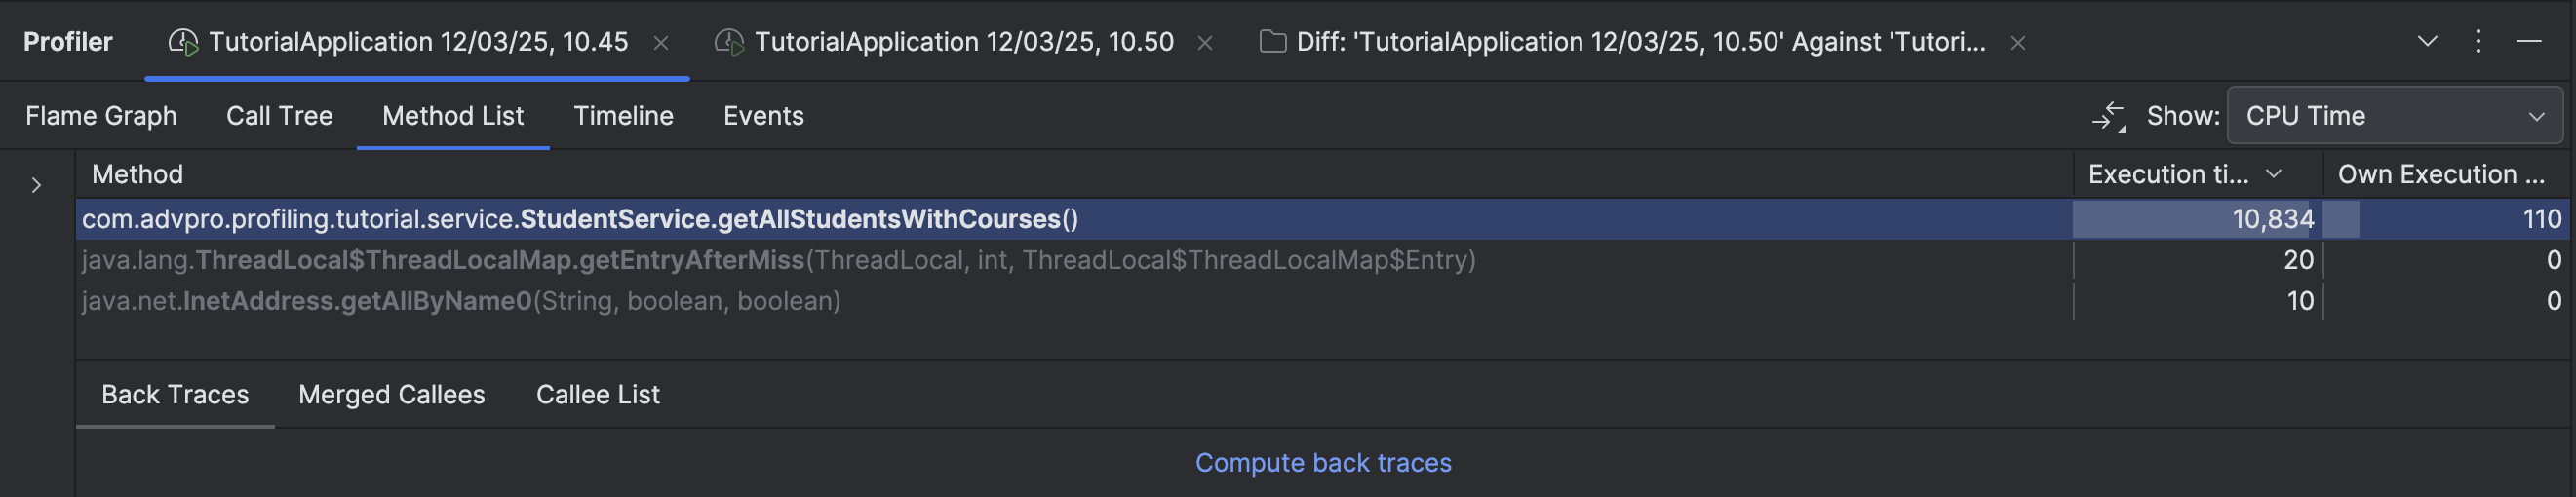 Profiler TutorialApplication 12/03/25, 10.45 TutorialApplication 12/03/25, 10.50 Diff: 'TutorialApplication 12/03/25, 10.50' Against 'Tutori...
Flame Graph Call Tree Method List Timeline Events Show: CPU Time
Method Execution ti... Own Execution ...
com.advpro.profiling.tutorial.service.StudentService.getAllStudentsWithCourses() 10,834 110
java.lang.ThreadLocal$ThreadLocalMap.getEntryAfterMiss(ThreadLocal, int, ThreadLocal$ThreadLocalMap$Entry) 20 0
java.net.InetAddress.getAllByName0(String, boolean, boolean) 10 0
Back Traces Merged Callees Callee List
Compute back traces